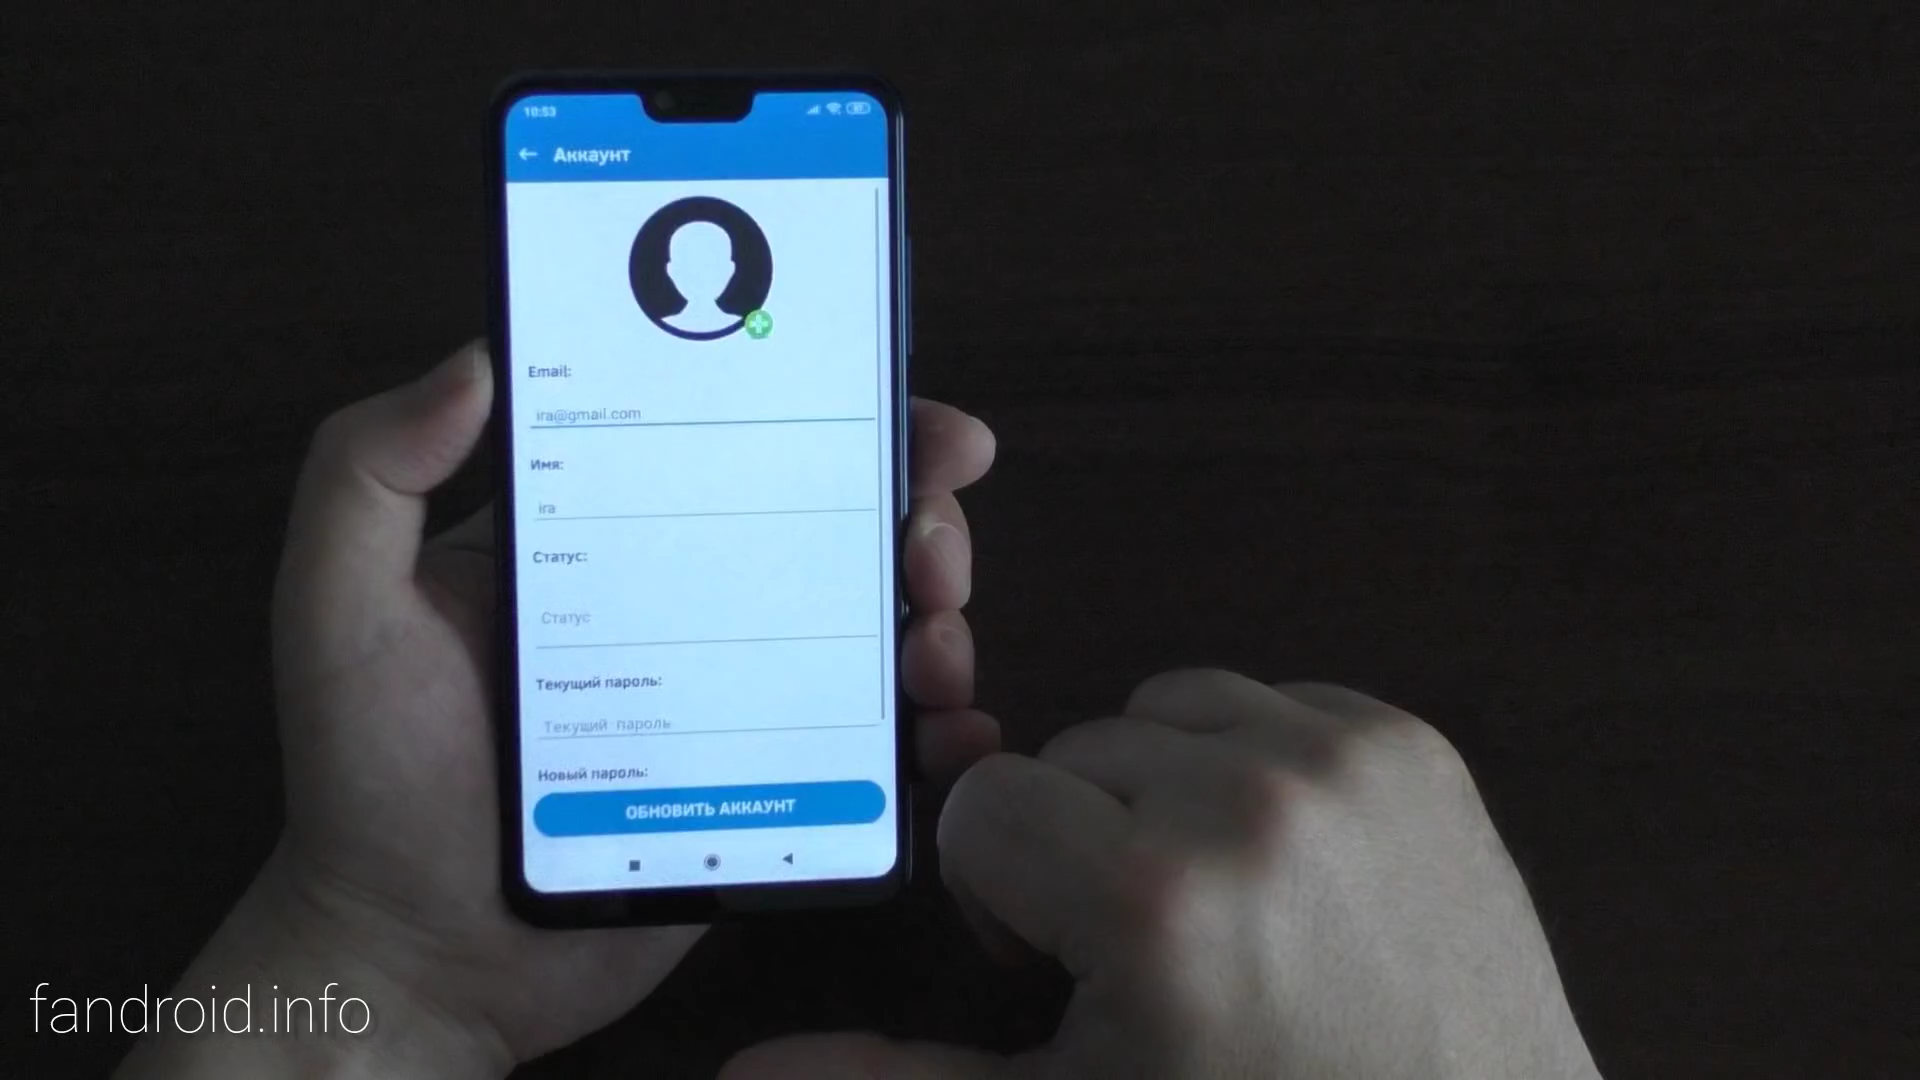 10:53
Аккаунт
Email:
ira@gmail.com
Имя:
ira
Статус:
Статус
Текущий пароль:
Текущий пароль
Новый пароль:
ОБНОВИТЬ АККАУНТ
fandroid.info